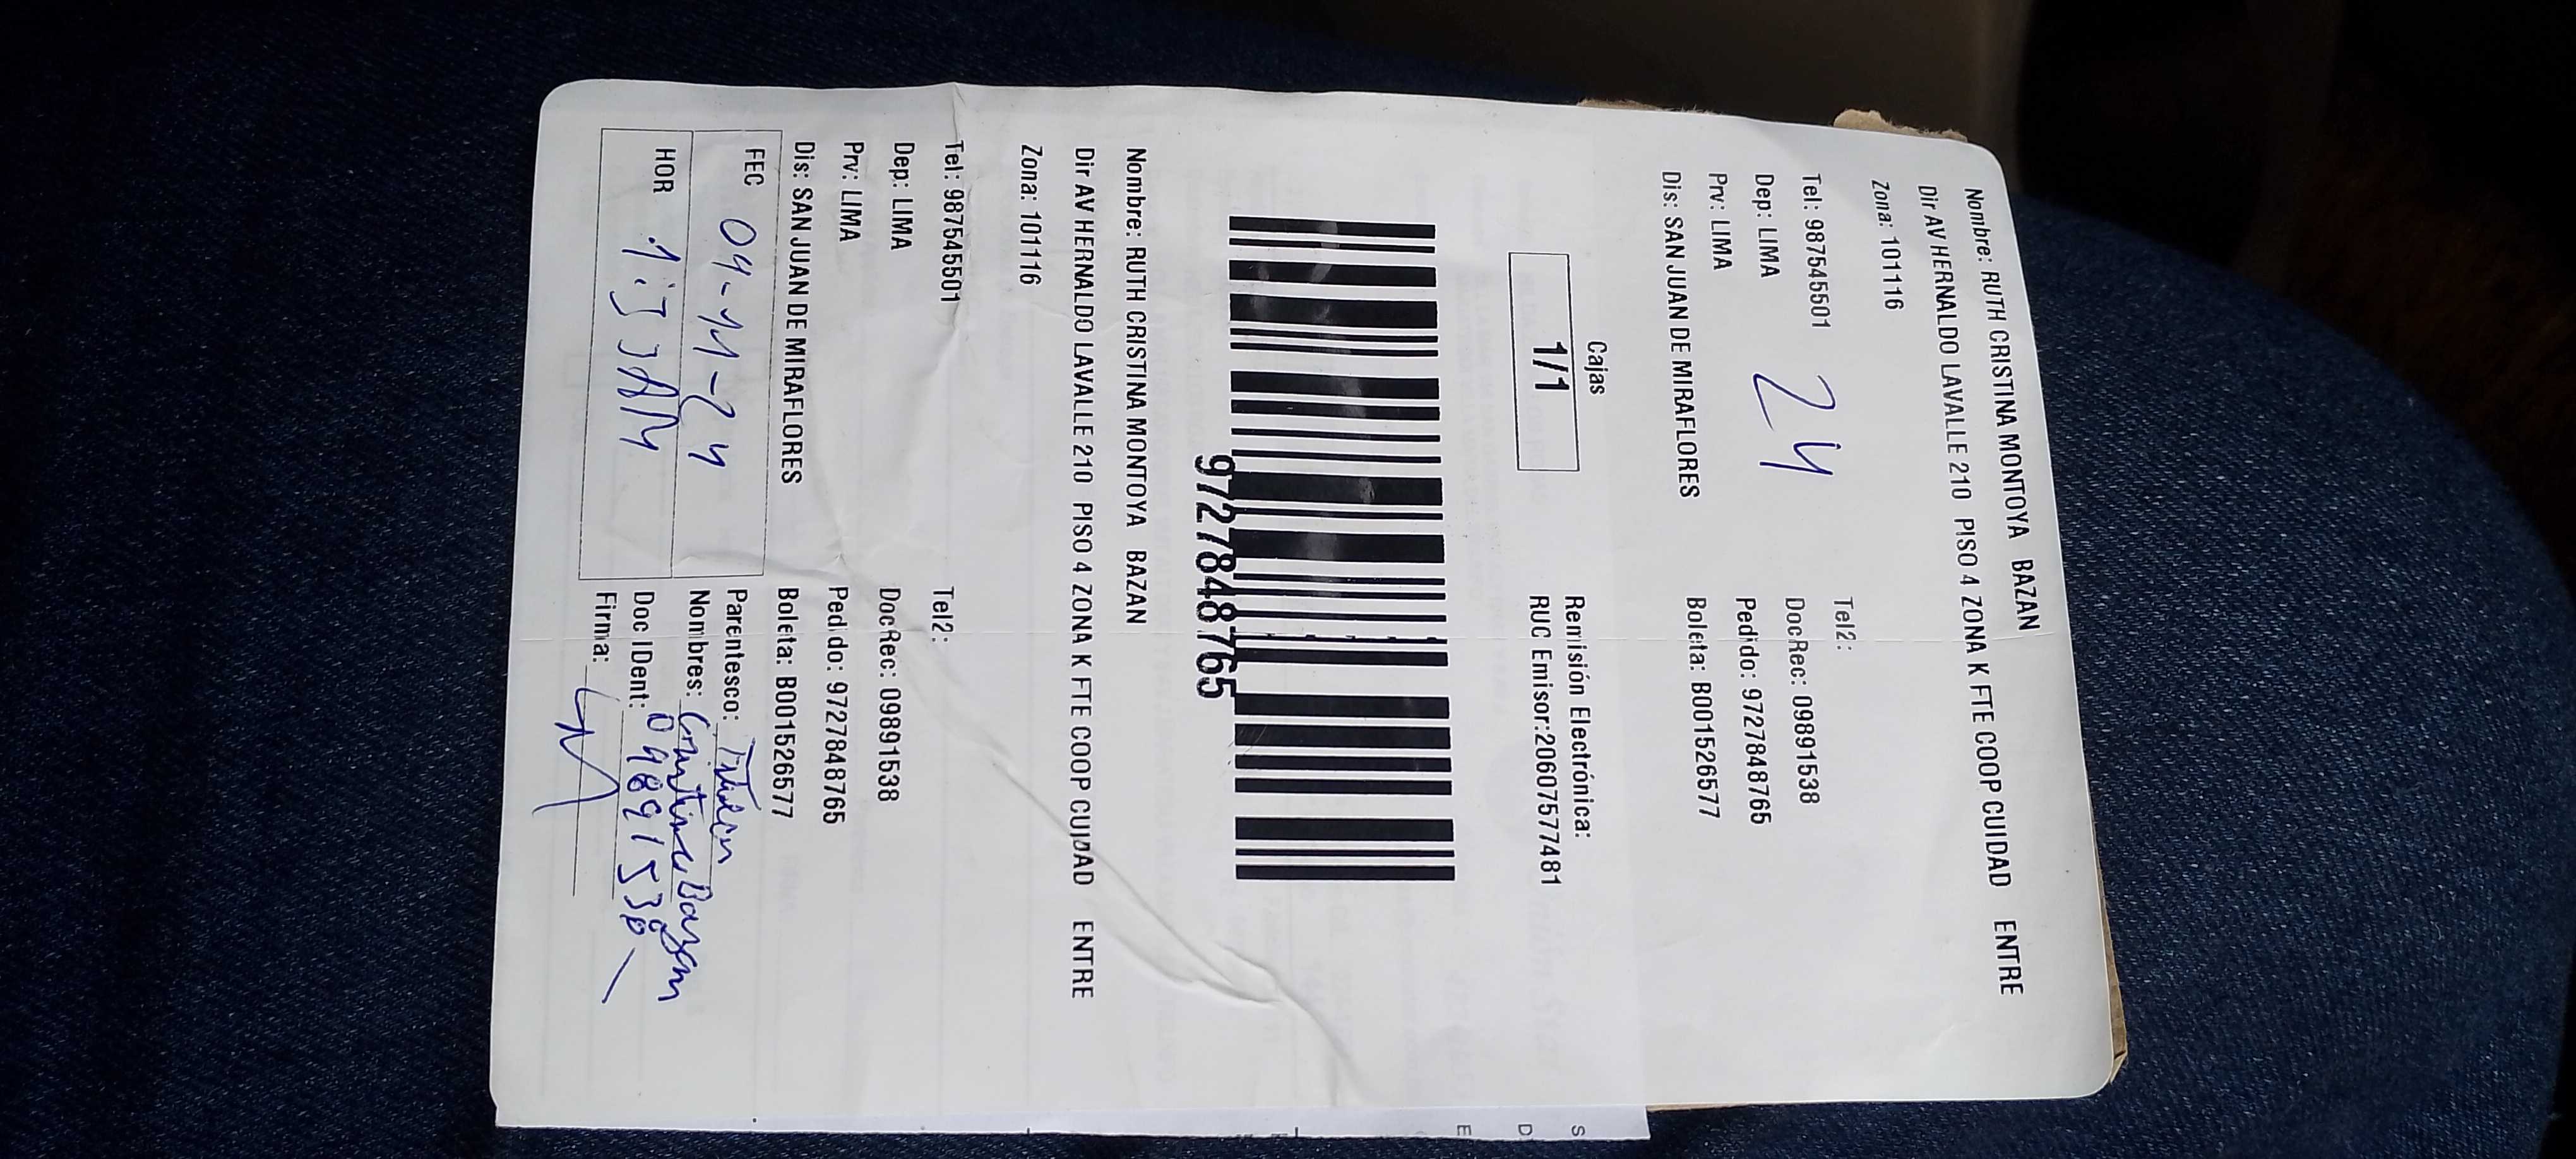 Nombre: RUTH CRISTINA MONTOYA BAZAN
Dir AV HERNALDO LAVALLE 210 PISO 4 ZONA K FTE COOP CUIDAD ENTRE
Zona: 101116
Tel: 987545501 Tel2:
Dep: LIMA 24 DocRec: 09891538
Prv: LIMA Pedido: 9727848765
Dis: SAN JUAN DE MIRAFLORES Boleta: B001526577
Cajas Remisión Electrónica:
1/1 RUC Emisor:20607577481
9727848765
Nombre: RUTH CRISTINA MONTOYA BAZAN
Dir AV HERNALDO LAVALLE 210 PISO 4 ZONA K FTE COOP CUIDAD ENTRE
Zona: 101116
Tel: 987545501 Tel2:
Dep: LIMA DocRec: 09891538
Prv: LIMA Pedido: 9727848765
Dis: SAN JUAN DE MIRAFLORES Boleta: B001526577
FEC 04-11-24 Parentesco:
Nombres: Bazan
HOR Doc IDent: 09891538
Firma:
S
D
E